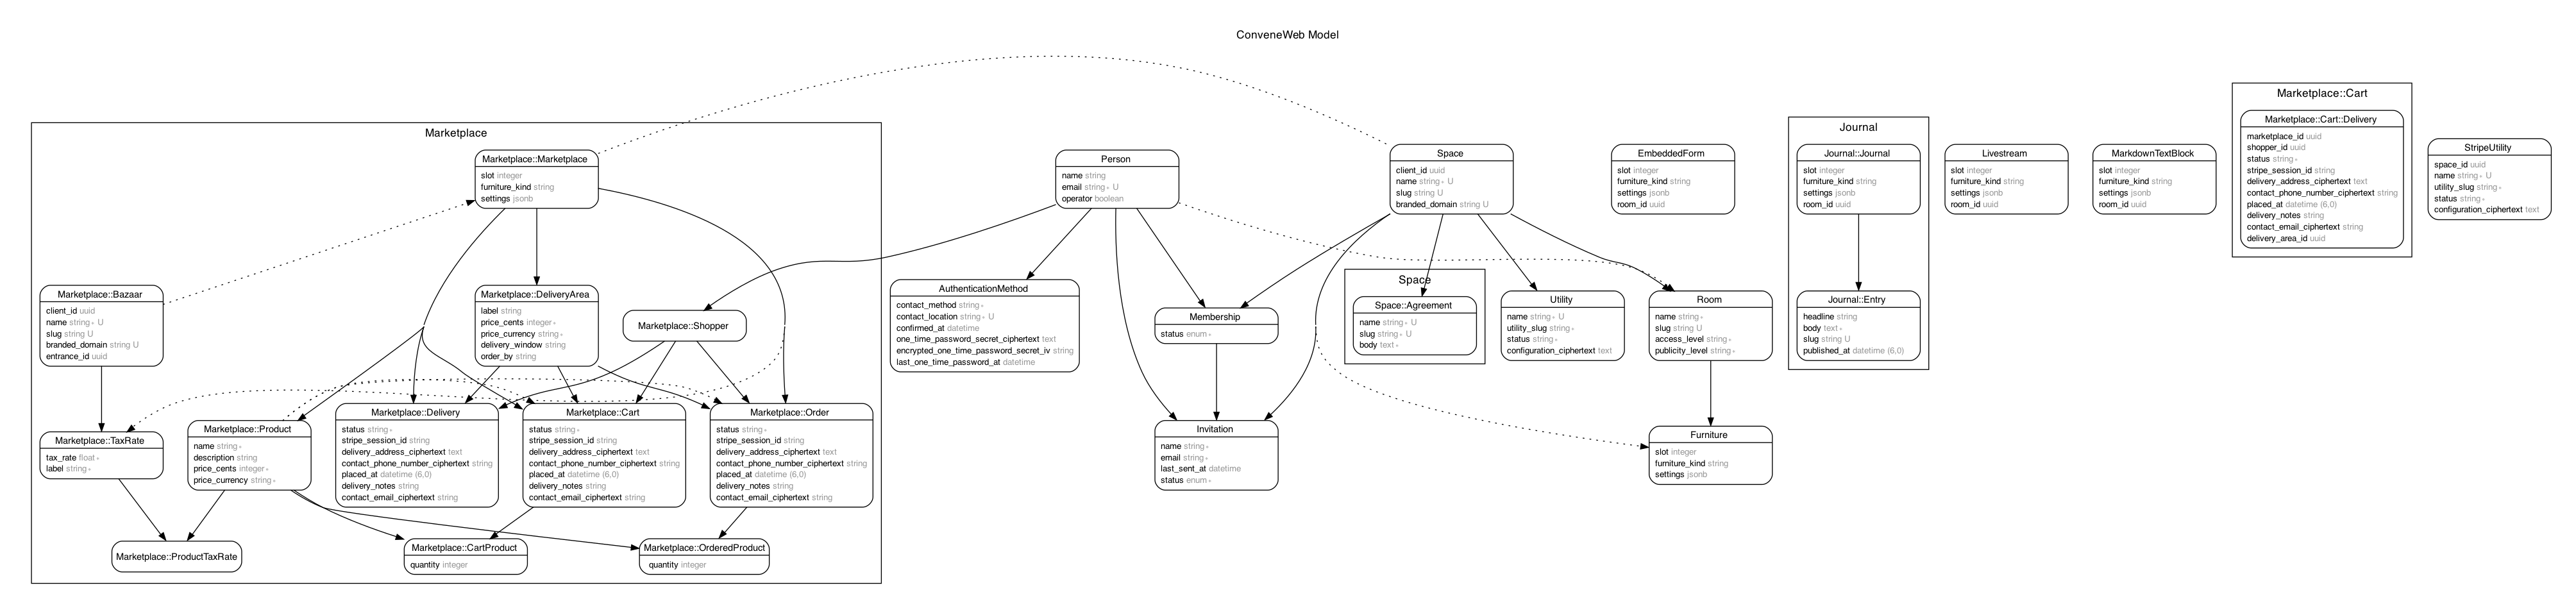 ConveneWeb Model
Marketplace
Marketplace::Marketplace
slot integer
furniture_kind string
settings jsonb
Marketplace::Bazaar
client_id uuid
name string∗ U
slug string U
branded_domain string U
entrance_id uuid
Marketplace::DeliveryArea
label string
price_cents integer∗
price_currency string∗
delivery_window string
order_by string
Marketplace::Shopper
Marketplace::TaxRate
tax_rate float∗
label string∗
Marketplace::Product
name string∗
description string
price_cents integer∗
price_currency string∗
Marketplace::Delivery
status string∗
stripe_session_id string
delivery_address_ciphertext text
contact_phone_number_ciphertext string
placed_at datetime (6,0)
delivery_notes string
contact_email_ciphertext string
Marketplace::Cart
status string∗
stripe_session_id string
delivery_address_ciphertext text
contact_phone_number_ciphertext string
placed_at datetime (6,0)
delivery_notes string
contact_email_ciphertext string
Marketplace::Order
status string∗
stripe_session_id string
delivery_address_ciphertext text
contact_phone_number_ciphertext string
placed_at datetime (6,0)
delivery_notes string
contact_email_ciphertext string
Marketplace::ProductTaxRate
Marketplace::CartProduct
quantity integer
Marketplace::OrderedProduct
quantity integer
Person
name string
email string∗ U
operator boolean
AuthenticationMethod
contact_method string∗
contact_location string∗ U
confirmed_at datetime
one_time_password_secret_ciphertext text
encrypted_one_time_password_secret_iv string
last_one_time_password_at datetime
Membership
status enum∗
Invitation
name string∗
email string∗
last_sent_at datetime
status enum∗
Space
client_id uuid
name string∗ U
slug string U
branded_domain string U
Space
Space::Agreement
name string∗ U
slug string∗ U
body text∗
Utility
name string∗ U
utility_slug string∗
status string∗
configuration_ciphertext text
Room
name string∗
slug string U
access_level string∗
publicity_level string∗
Furniture
slot integer
furniture_kind string
settings jsonb
EmbeddedForm
slot integer
furniture_kind string
settings jsonb
room_id uuid
Journal
Journal::Journal
slot integer
furniture_kind string
settings jsonb
room_id uuid
Journal::Entry
headline string
body text∗
slug string U
published_at datetime (6,0)
Livestream
slot integer
furniture_kind string
settings jsonb
room_id uuid
MarkdownTextBlock
slot integer
furniture_kind string
settings jsonb
room_id uuid
Marketplace::Cart
Marketplace::Cart::Delivery
marketplace_id uuid
shopper_id uuid
status string∗
stripe_session_id string
delivery_address_ciphertext text
contact_phone_number_ciphertext string
placed_at datetime (6,0)
delivery_notes string
contact_email_ciphertext string
delivery_area_id uuid
StripeUtility
space_id uuid
name string∗ U
utility_slug string∗
status string∗
configuration_ciphertext text